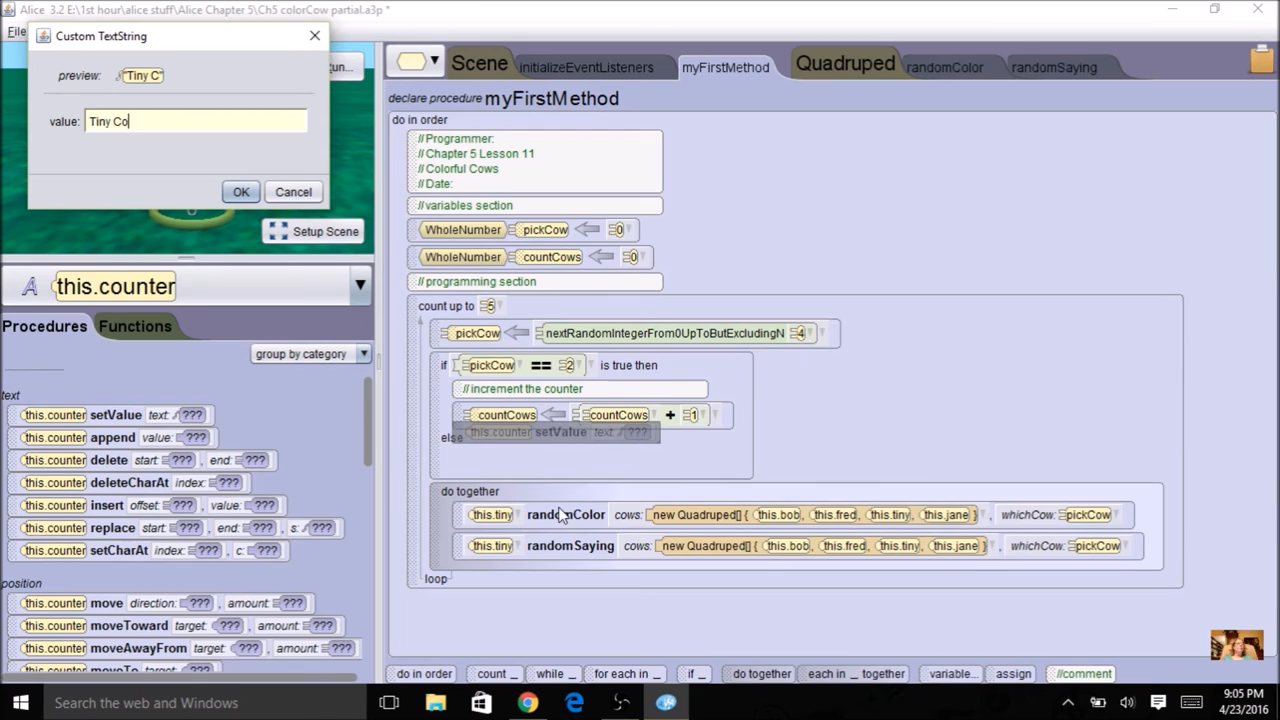 Alice 3.2 E:\1st hour\alice stuff\Alice Chapter 5\Ch5 colorCow partial.a3p *
File
Custom TextString
preview: "Tiny C"
value: Tiny Co
OK Cancel
un...
Setup Scene
this.counter
Procedures Functions
group by category
text
this.counter setValue text: ???
this.counter append value: ???
this.counter delete start: ??? , end: ???
this.counter deleteCharAt index: ???
this.counter insert offset: ??? , value: ???
this.counter replace start: ??? , end: ??? , s: ???
this.counter setCharAt index: ??? , c: ???
position
this.counter move direction: ??? , amount: ???
this.counter moveToward target: ??? , amount: ???
this.counter moveAwayFrom target: ??? , amount: ???
this.counter moveTo target: ???
Scene initializeEventListeners myFirstMethod Quadruped randomColor randomSaying
declare procedure myFirstMethod
do in order
//Programmer:
//Chapter 5 Lesson 11
//Colorful Cows
//Date:
//variables section
WholeNumber pickCow 0
WholeNumber countCows 0
//programming section
count up to 5
pickCow nextRandomIntegerFrom0UpToButExcludingN 4
if pickCow == 2 is true then
//increment the counter
countCows countCows + 1
this.counter setValue text: ???
else
do together
this.tiny randomColor cows: new Quadruped[] { this.bob, this.fred, this.tiny, this.jane } , whichCow: pickCow
this.tiny randomSaying cows: new Quadruped[] { this.bob, this.fred, this.tiny, this.jane } , whichCow: pickCow
loop
do in order count _ while _ for each in _ if _ do together each in _ together variable... assign //comment
Search the web and Windows
9:05 PM
4/23/2016